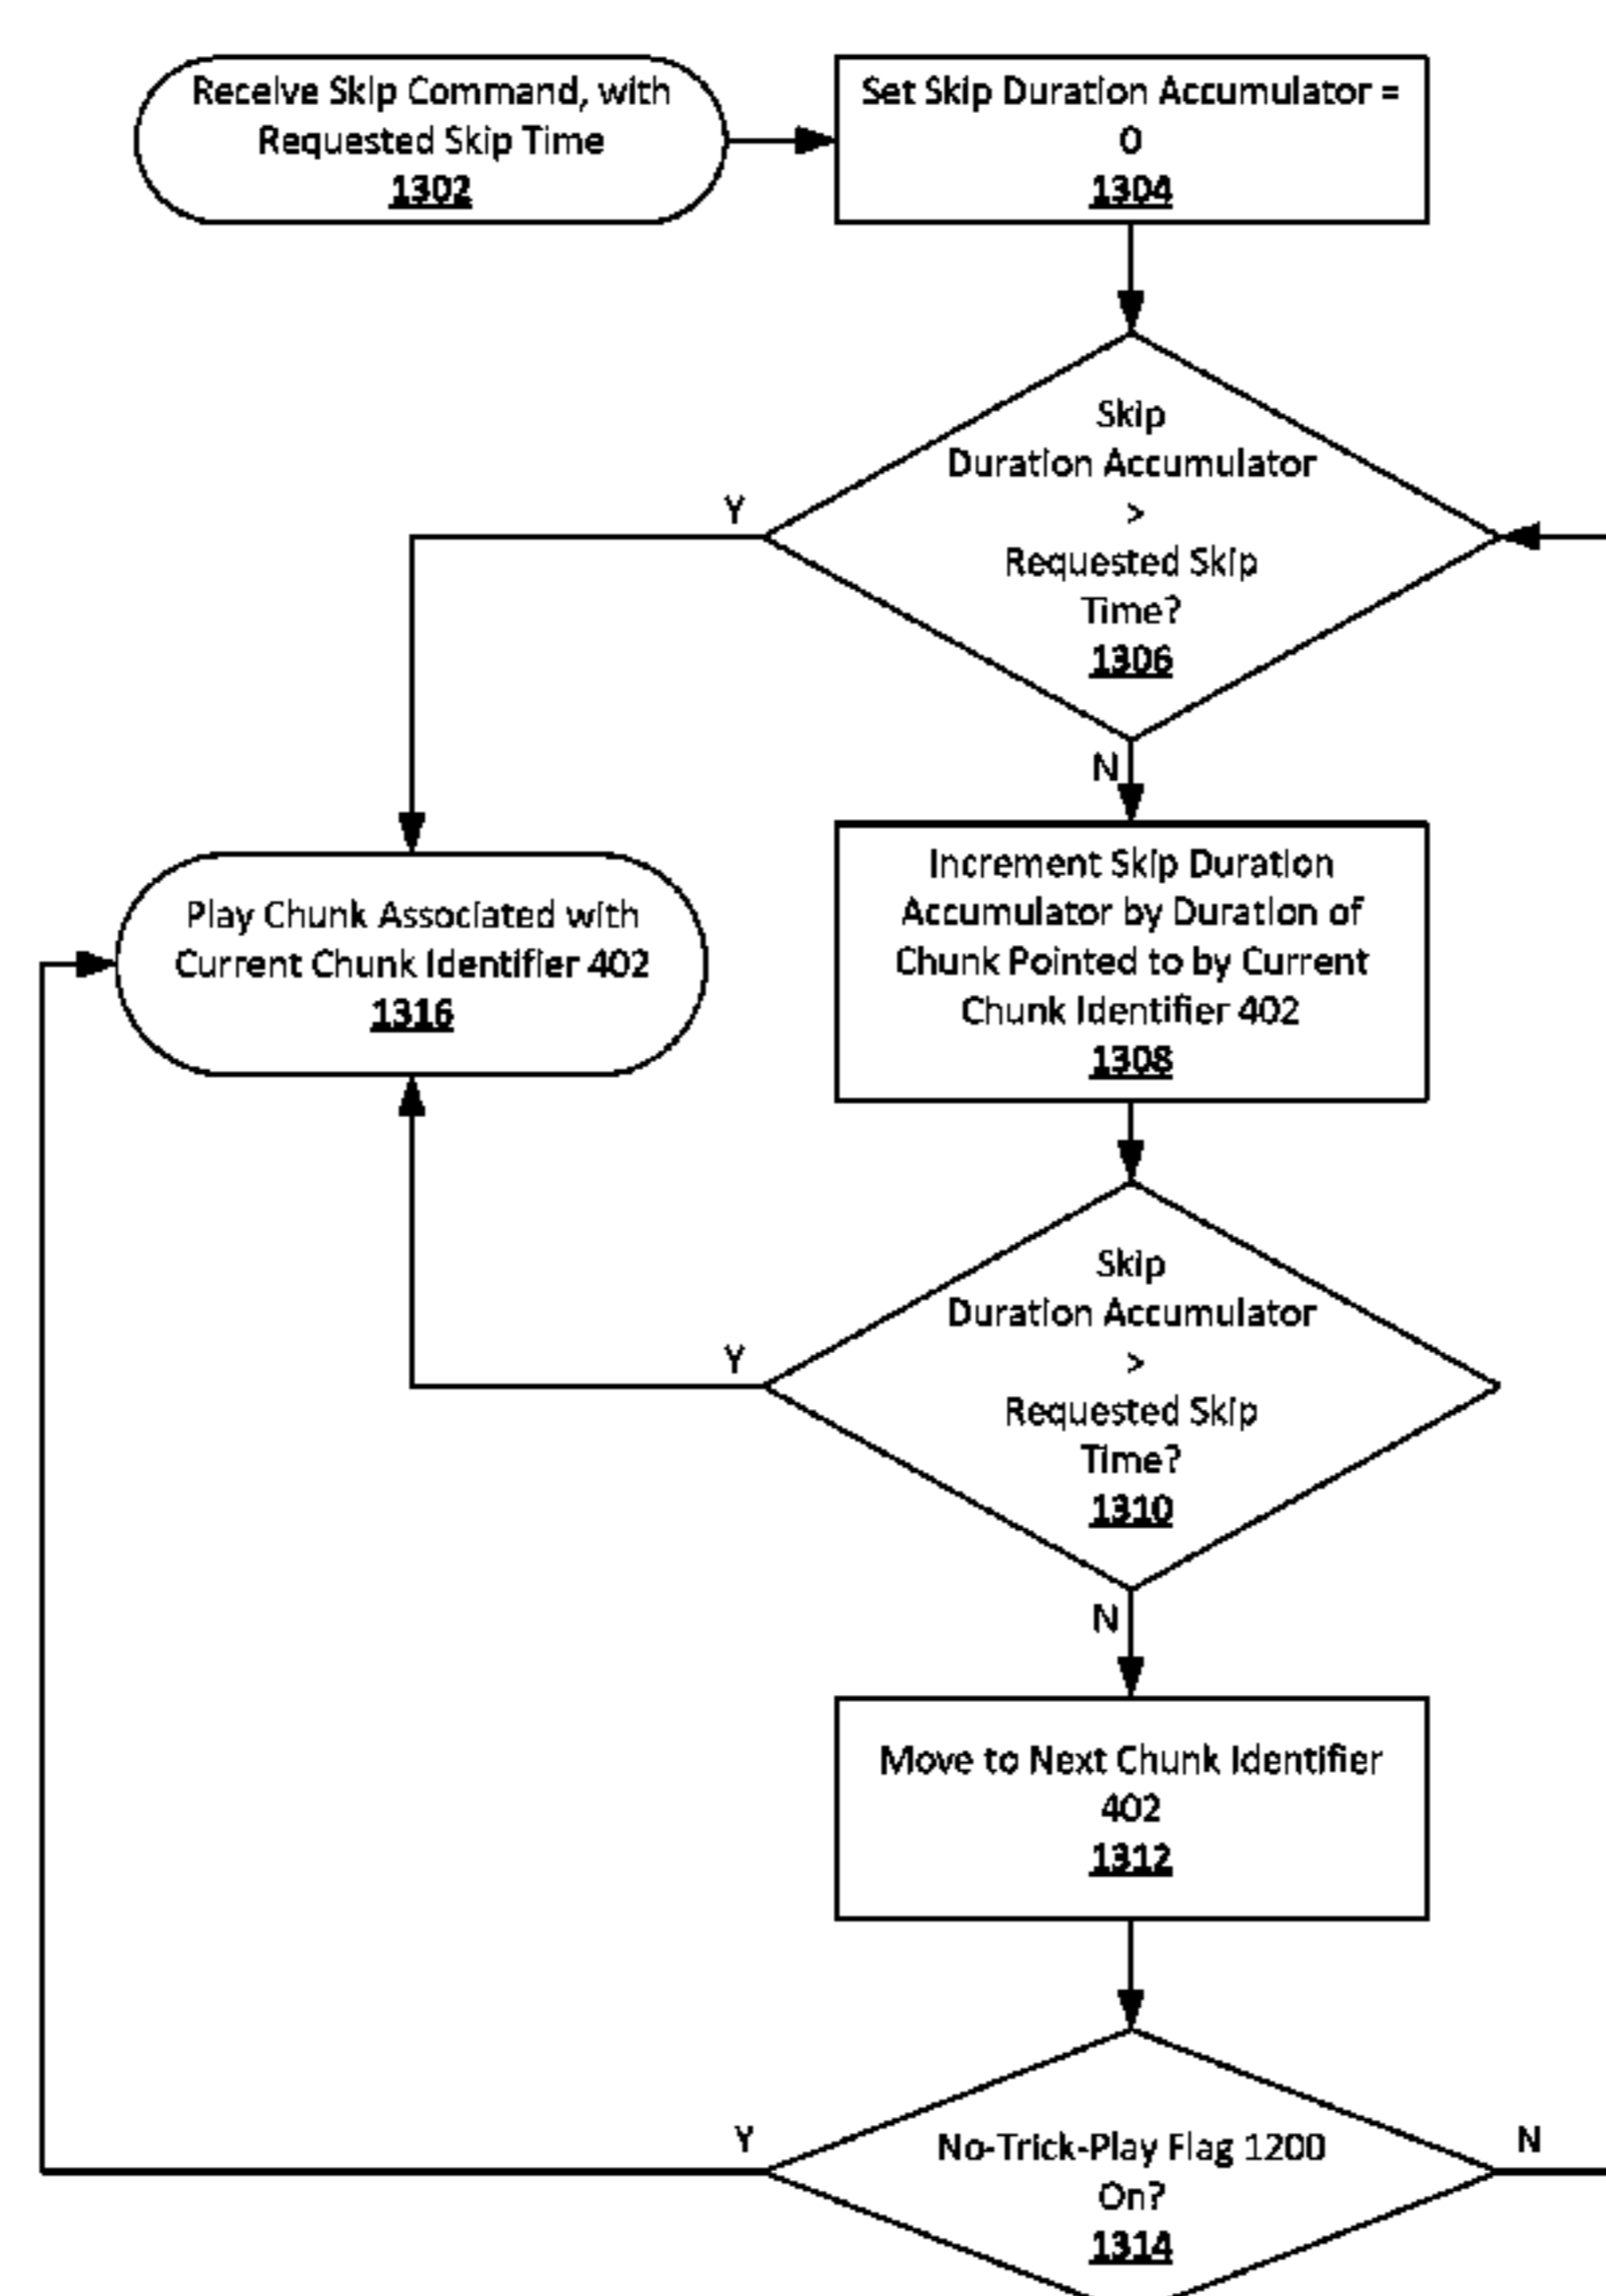 Receive Skip Command, with
Requested Skip Time
1302
Set Skip Duration Accumulator =
0
1304
Skip
Duration Accumulator
>
Requested Skip
Time?
1306
Y
N
Increment Skip Duration
Accumulator by Duration of
Chunk Pointed to by Current
Chunk Identifier 402
1308
Play Chunk Associated with
Current Chunk Identifier 402
1316
Skip
Duration Accumulator
>
Requested Skip
Time?
1310
Y
N
Move to Next Chunk Identifier
402
1312
No-Trick-Play Flag 1200
On?
1314
Y
N